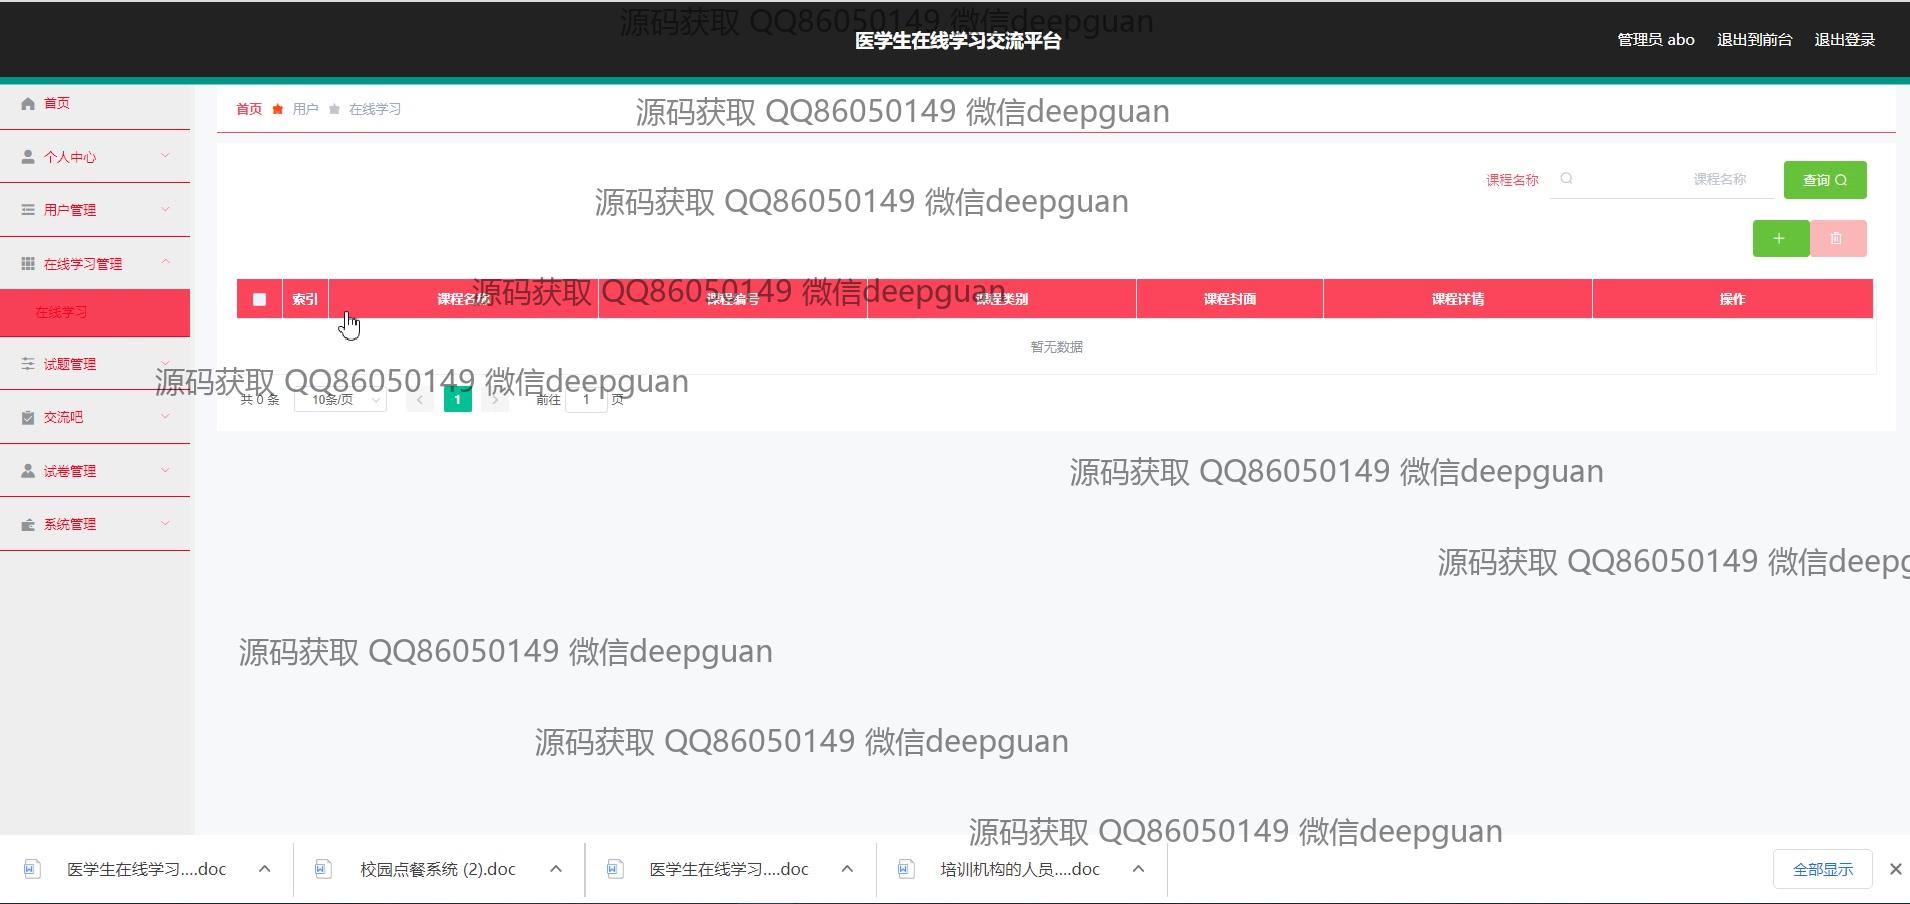 源码获取 QQ86050149 微信deepguan
医学生在线学习交流平台
管理员 abo 退出到前台 退出登录
首页
首页 用户 在线学习
源码获取 QQ86050149 微信deepguan
个人中心
课程名称 课程名称 查询
源码获取 QQ86050149 微信deepguan
用户管理
在线学习管理
源码获取 QQ86050149 微信deepguan
索引 课程名称 课程编号 课程类别 课程封面 课程详情 操作
在线学习
暂无数据
试题管理
源码获取 QQ86050149 微信deepguan
共 0 条 10条/页 1 前往 1 页
交流吧
试卷管理
源码获取 QQ86050149 微信deepguan
系统管理
源码获取 QQ86050149 微信deepg
源码获取 QQ86050149 微信deepguan
源码获取 QQ86050149 微信deepguan
源码获取 QQ86050149 微信deepguan
医学生在线学习....doc 校园点餐系统 (2).doc 医学生在线学习....doc 培训机构的人员....doc 全部显示